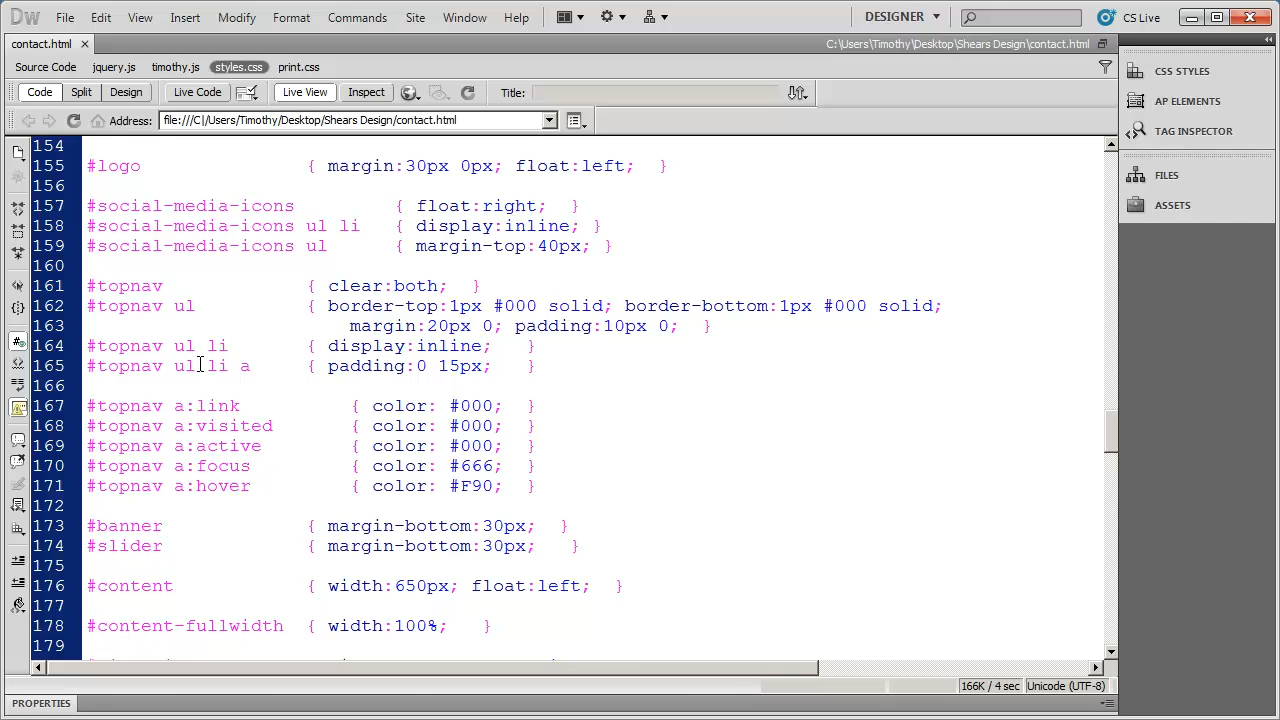 Dw File Edit View Insert Modify Format Commands Site Window Help DESIGNER CS Live
contact.html C:\Users\Timothy\Desktop\Shears Design\contact.html
Source Code jquery.js timothy.js styles.css print.css
Code Split Design Live Code Live View Inspect Title:
Address: file:///C|/Users/Timothy/Desktop/Shears Design/contact.html
CSS STYLES
AP ELEMENTS
TAG INSPECTOR
FILES
ASSETS
154
155 #logo { margin:30px 0px; float:left; }
156
157 #social-media-icons { float:right; }
158 #social-media-icons ul li { display:inline; }
159 #social-media-icons ul { margin-top:40px; }
160
161 #topnav { clear:both; }
162 #topnav ul { border-top:1px #000 solid; border-bottom:1px #000 solid;
163 margin:20px 0; padding:10px 0; }
164 #topnav ul li { display:inline; }
165 #topnav ul li a { padding:0 15px; }
166
167 #topnav a:link { color: #000; }
168 #topnav a:visited { color: #000; }
169 #topnav a:active { color: #000; }
170 #topnav a:focus { color: #666; }
171 #topnav a:hover { color: #F90; }
172
173 #banner { margin-bottom:30px; }
174 #slider { margin-bottom:30px; }
175
176 #content { width:650px; float:left; }
177
178 #content-fullwidth { width:100%; }
179
166K / 4 sec Unicode (UTF-8)
PROPERTIES